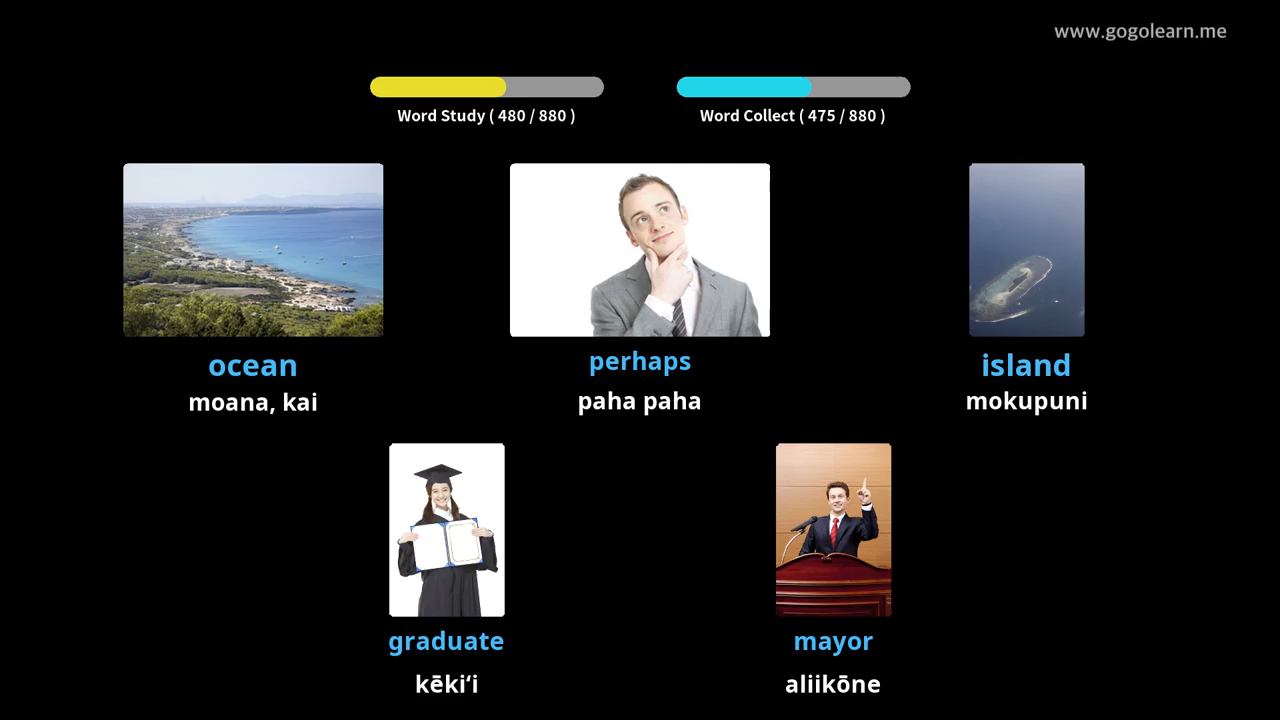 www.gogolearn.me
Word Study ( 480 / 880 )
Word Collect ( 475 / 880 )
ocean
moana, kai
perhaps
paha paha
island
mokupuni
graduate
kēkiʻi
mayor
aliikōne